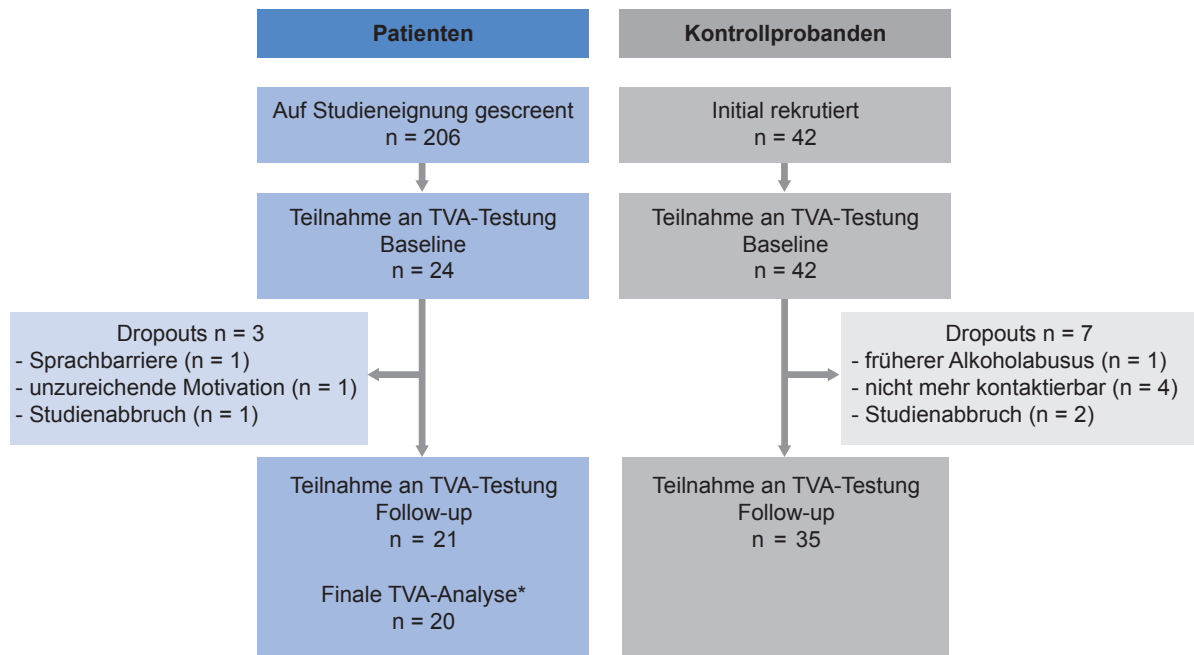 Patienten
Kontrollprobanden
Auf Studieneignung gescreent
n = 206
Initial rekrutiert
n = 42
Teilnahme an TVA-Testung
Baseline
n = 24
Teilnahme an TVA-Testung
Baseline
n = 42
Dropouts n = 3
- Sprachbarriere (n = 1)
- unzureichende Motivation (n = 1)
- Studienabbruch (n = 1)
Dropouts n = 7
- früherer Alkoholabusus (n = 1)
- nicht mehr kontaktierbar (n = 4)
- Studienabbruch (n = 2)
Teilnahme an TVA-Testung
Follow-up
n = 21
Finale TVA-Analyse*
n = 20
Teilnahme an TVA-Testung
Follow-up
n = 35